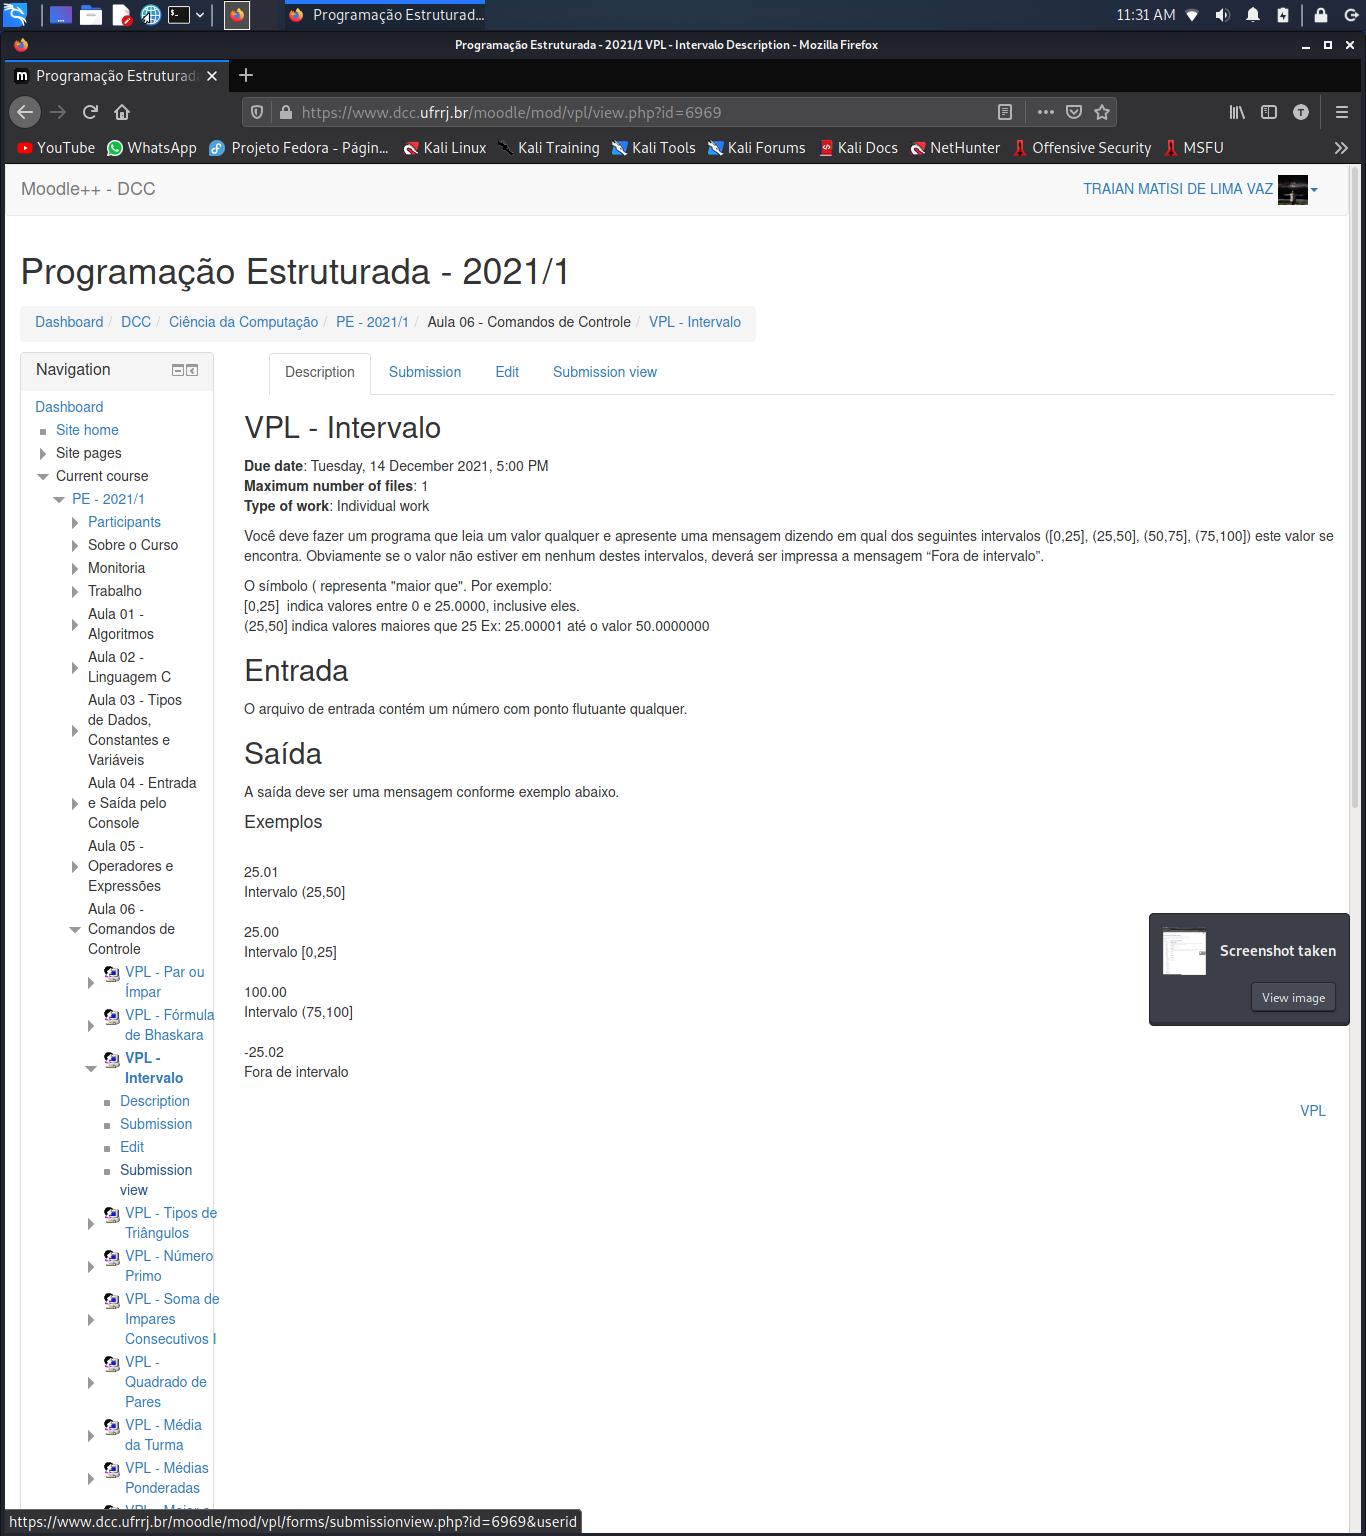 Programação Estruturad...
11:31 AM
Programação Estruturada - 2021/1 VPL - Intervalo Description - Mozilla Firefox
Programação Estruturad
https://www.dcc.ufrrj.br/moodle/mod/vpl/view.php?id=6969
YouTube WhatsApp Projeto Fedora - Págin... Kali Linux Kali Training Kali Tools Kali Forums Kali Docs NetHunter Offensive Security MSFU
Moodle++ - DCC
TRAIAN MATISI DE LIMA VAZ
Programação Estruturada - 2021/1
Dashboard / DCC / Ciência da Computação / PE - 2021/1 / Aula 06 - Comandos de Controle / VPL - Intervalo
Navigation
Dashboard
Site home
Site pages
Current course
PE - 2021/1
Participants
Sobre o Curso
Monitoria
Trabalho
Aula 01 -
Algoritmos
Aula 02 -
Linguagem C
Aula 03 - Tipos
de Dados,
Constantes e
Variáveis
Aula 04 - Entrada
e Saída pelo
Console
Aula 05 -
Operadores e
Expressões
Aula 06 -
Comandos de
Controle
VPL - Par ou
Ímpar
VPL - Fórmula
de Bhaskara
VPL -
Intervalo
Description
Submission
Edit
Submission
view
VPL - Tipos de
Triângulos
VPL - Número
Primo
VPL - Soma de
Impares
Consecutivos I
VPL -
Quadrado de
Pares
VPL - Média
da Turma
VPL - Médias
Ponderadas
Description Submission Edit Submission view
VPL - Intervalo
Due date: Tuesday, 14 December 2021, 5:00 PM
Maximum number of files: 1
Type of work: Individual work
Você deve fazer um programa que leia um valor qualquer e apresente uma mensagem dizendo em qual dos seguintes intervalos ([0,25], (25,50], (50,75], (75,100]) este valor se
encontra. Obviamente se o valor não estiver em nenhum destes intervalos, deverá ser impressa a mensagem “Fora de intervalo”.
O símbolo ( representa "maior que". Por exemplo:
[0,25]  indica valores entre 0 e 25.0000, inclusive eles.
(25,50] indica valores maiores que 25 Ex: 25.00001 até o valor 50.0000000
Entrada
O arquivo de entrada contém um número com ponto flutuante qualquer.
Saída
A saída deve ser uma mensagem conforme exemplo abaixo.
Exemplos
25.01
Intervalo (25,50]
25.00
Intervalo [0,25]
100.00
Intervalo (75,100]
-25.02
Fora de intervalo
VPL
Screenshot taken
View image
https://www.dcc.ufrrj.br/moodle/mod/vpl/forms/submissionview.php?id=6969&userid